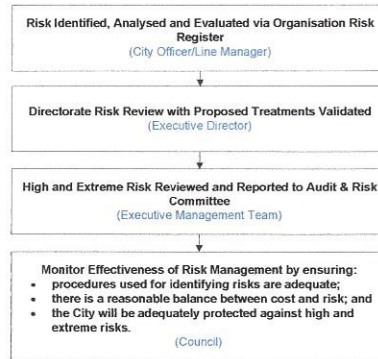 Risk Identified, Analysed and Evaluated via Organisation Risk
Register
(City Officer/Line Manager)
Directorate Risk Review with Proposed Treatments Validated
(Executive Director)
High and Extreme Risk Reviewed and Reported to Audit & Risk
Committee
(Executive Management Team)
Monitor Effectiveness of Risk Management by ensuring:
• procedures used for identifying risks are adequate;
• there is a reasonable balance between cost and risk; and
• the City will be adequately protected against high and
extreme risks.
(Council)